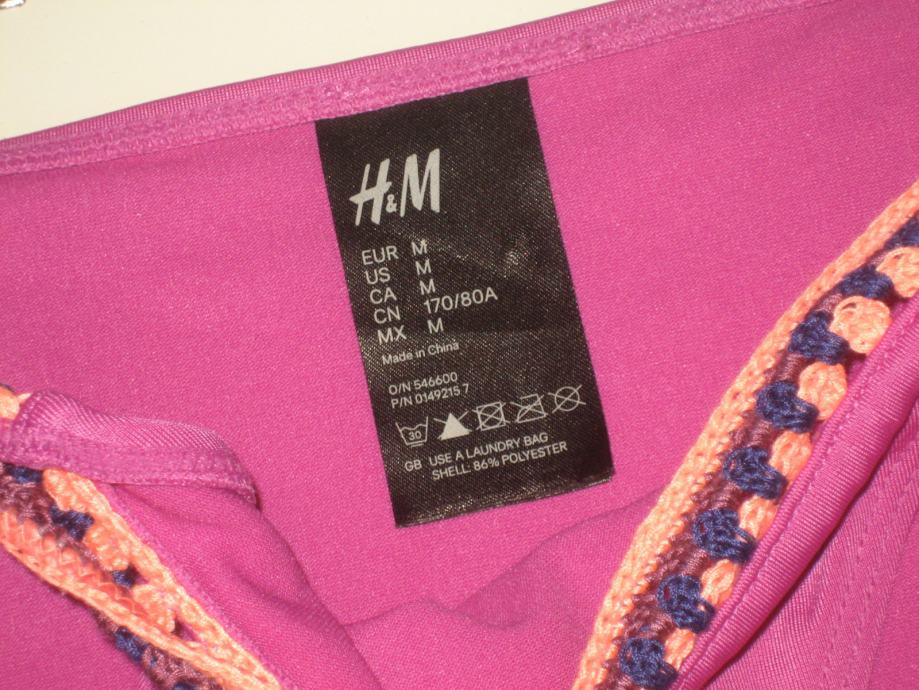 H&M
EUR M
US M
CA M
CN 170/80A
MX M
Made in China
O/N 546600
P/N 0149215 7
30
GB USE A LAUNDRY BAG
SHELL: 86% POLYESTER